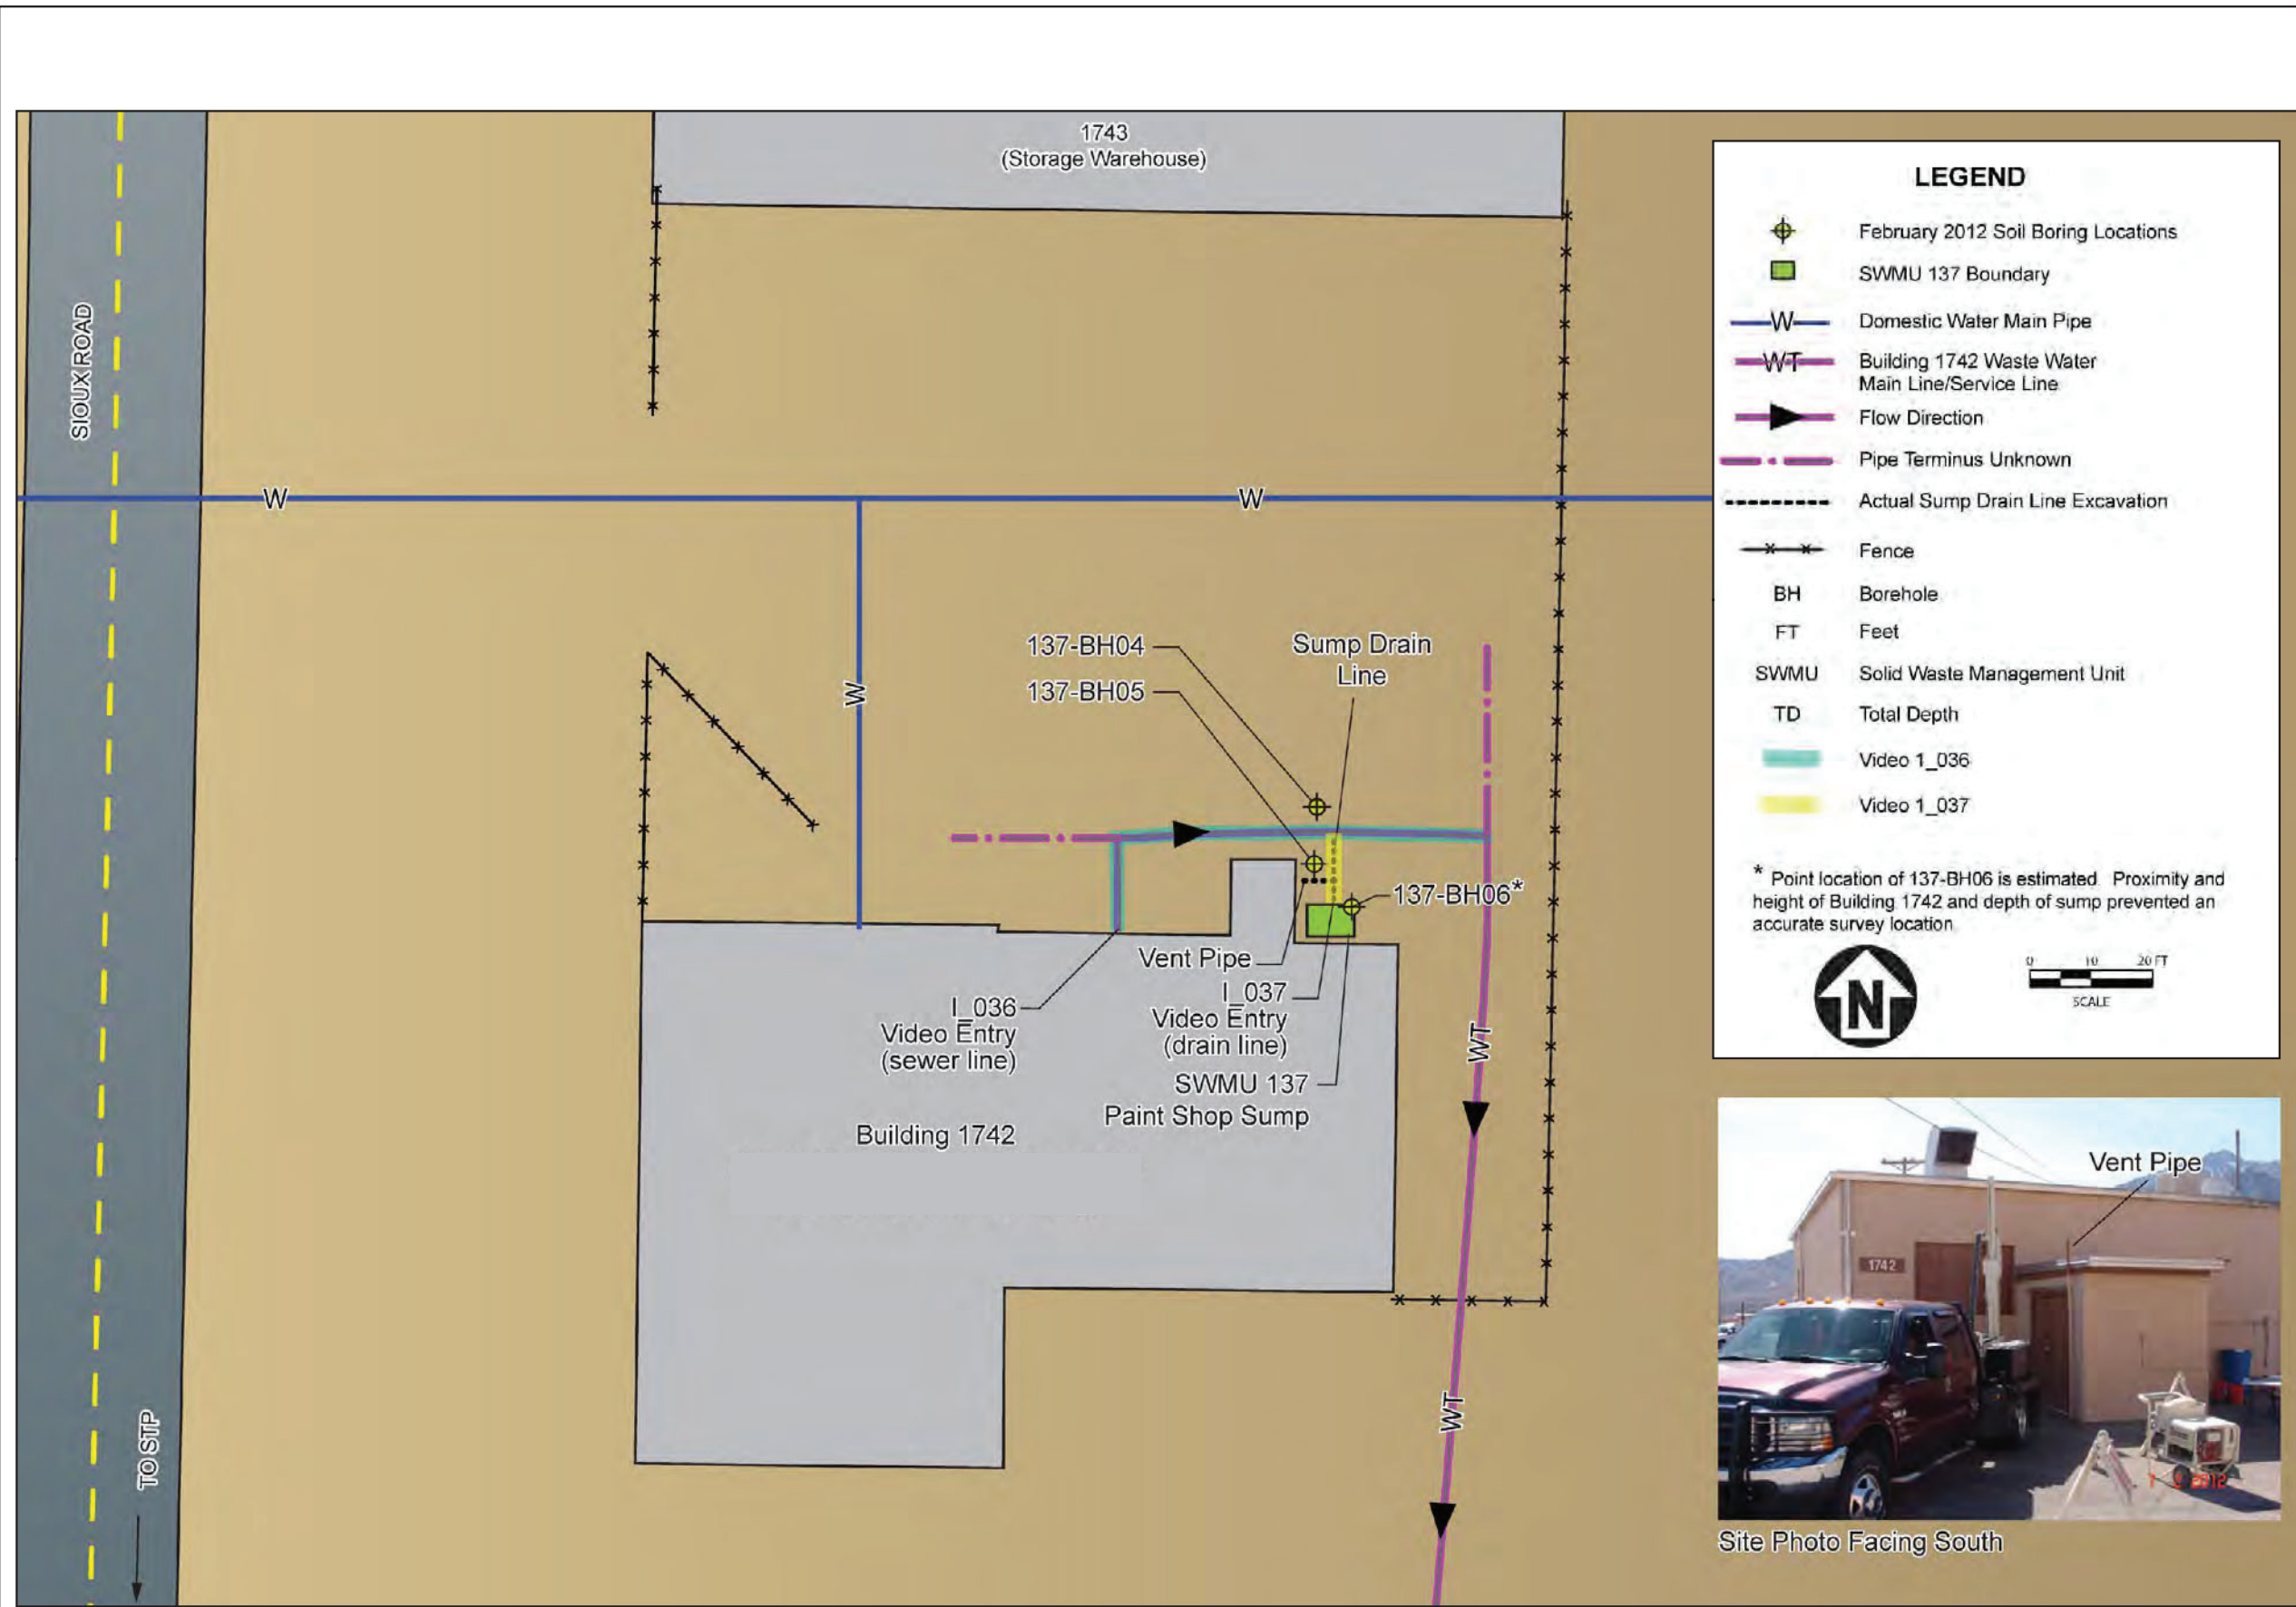 1743
(Storage Warehouse)
SIOUX ROAD
W
W
W
137-BH04
137-BH05
Sump Drain
Line
137-BH06*
Vent Pipe
I_036
Video Entry
(sewer line)
I_037
Video Entry
(drain line)
SWMU 137
Paint Shop Sump
Building 1742
WT
WT
TO STP
LEGEND
February 2012 Soil Boring Locations
SWMU 137 Boundary
W Domestic Water Main Pipe
WT Building 1742 Waste Water
Main Line/Service Line
Flow Direction
Pipe Terminus Unknown
Actual Sump Drain Line Excavation
Fence
BH Borehole
FT Feet
SWMU Solid Waste Management Unit
TD Total Depth
Video 1_036
Video 1_037
* Point location of 137-BH06 is estimated. Proximity and
height of Building 1742 and depth of sump prevented an
accurate survey location.
N
0 10 20 FT
SCALE
Vent Pipe
1742
2012
Site Photo Facing South